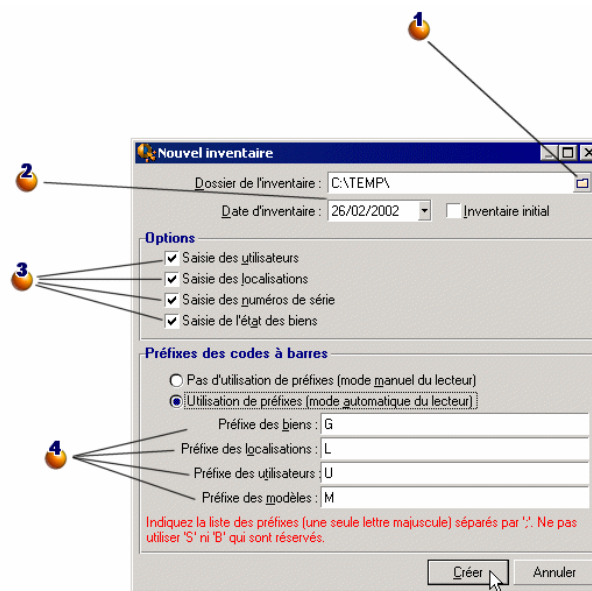 1
Nouvel inventaire
2
Dossier de l'inventaire : C:\TEMP\
Date d'inventaire : 26/02/2002 Inventaire initial
Options
Saisie des utilisateurs
3
Saisie des localisations
Saisie des numéros de série
Saisie de l'état des biens
Préfixes des codes à barres
Pas d'utilisation de préfixes (mode manuel du lecteur)
Utilisation de préfixes (mode automatique du lecteur)
Préfixe des biens : G
4
Préfixe des localisations : L
Préfixe des utilisateurs : U
Préfixe des modèles : M
Indiquez la liste des préfixes (une seule lettre majuscule) séparés par ';'. Ne pas
utiliser 'S' ni 'B' qui sont réservés.
Créer Annuler